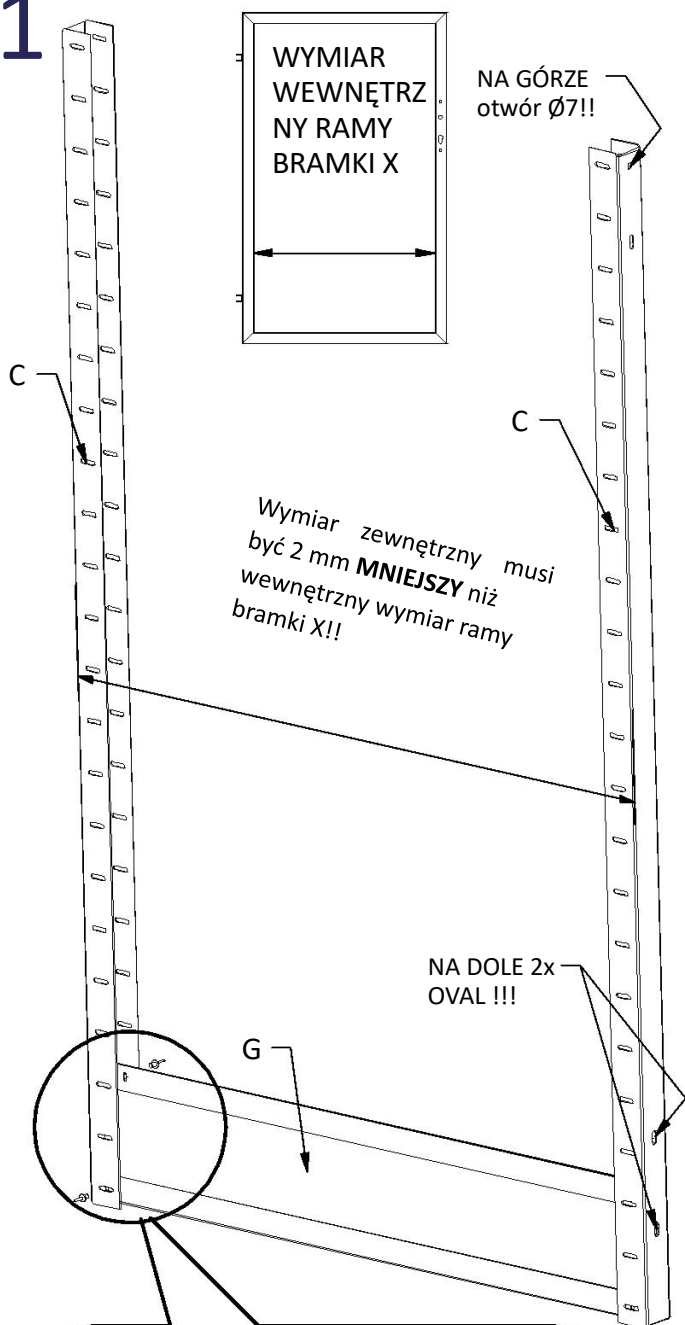 1
WYMIAR
WEWNĘTRZ
NY RAMY
BRAMKI X
NA GÓRZE
otwór Ø7!!
C
C
Wymiar zewnętrzny musi
być 2 mm MNIEJSZY niż
wewnętrzny wymiar ramy
bramki X!!
NA DOLE 2x
OVAL !!!
G